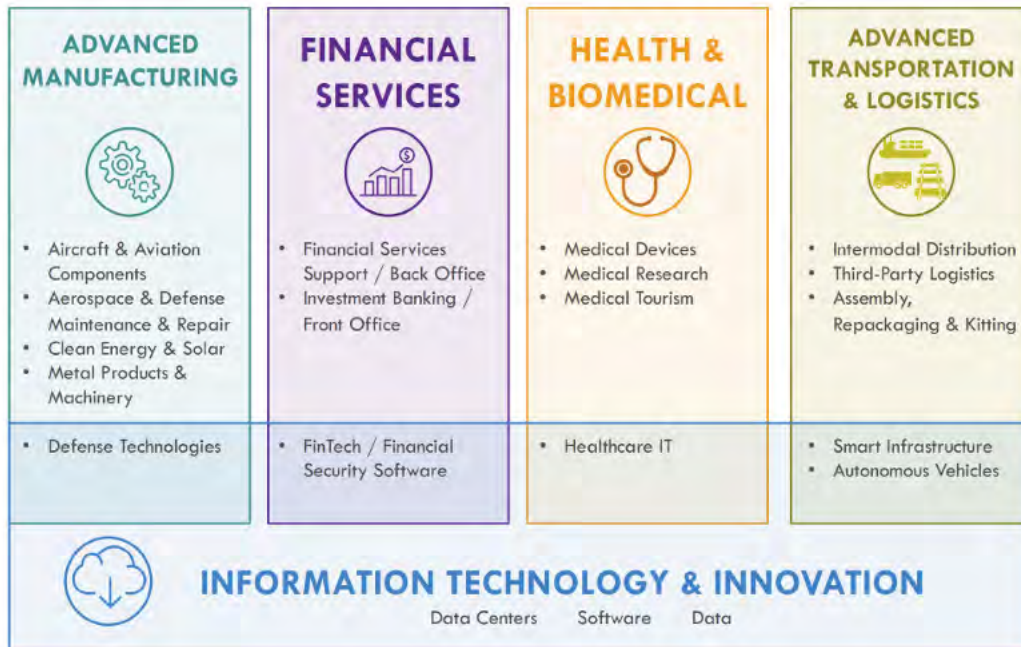 ADVANCED
MANUFACTURING
• Aircraft & Aviation
Components
• Aerospace & Defense
Maintenance & Repair
• Clean Energy & Solar
• Metal Products &
Machinery
• Defense Technologies
FINANCIAL
SERVICES
$
• Financial Services
Support / Back Office
• Investment Banking /
Front Office
• FinTech / Financial
Security Software
HEALTH &
BIOMEDICAL
• Medical Devices
• Medical Research
• Medical Tourism
• Healthcare IT
ADVANCED
TRANSPORTATION
& LOGISTICS
• Intermodal Distribution
• Third-Party Logistics
• Assembly,
Repackaging & Kitting
• Smart Infrastructure
• Autonomous Vehicles
INFORMATION TECHNOLOGY & INNOVATION
Data Centers Software Data